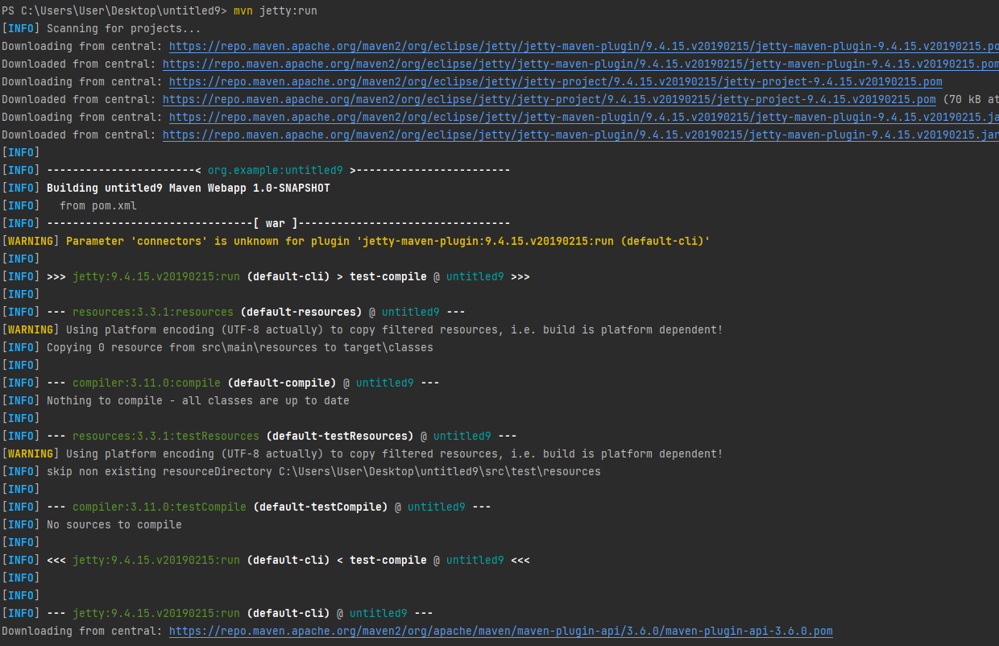 PS C:\Users\User\Desktop\untitled9> mvn jetty:run
[INFO] Scanning for projects...
Downloading from central: https://repo.maven.apache.org/maven2/org/eclipse/jetty/jetty-maven-plugin/9.4.15.v20190215/jetty-maven-plugin-9.4.15.v20190215.po
Downloaded from central: https://repo.maven.apache.org/maven2/org/eclipse/jetty/jetty-maven-plugin/9.4.15.v20190215/jetty-maven-plugin-9.4.15.v20190215.pom
Downloading from central: https://repo.maven.apache.org/maven2/org/eclipse/jetty/jetty-project/9.4.15.v20190215/jetty-project-9.4.15.v20190215.pom
Downloaded from central: https://repo.maven.apache.org/maven2/org/eclipse/jetty/jetty-project/9.4.15.v20190215/jetty-project-9.4.15.v20190215.pom (70 kB at
Downloading from central: https://repo.maven.apache.org/maven2/org/eclipse/jetty/jetty-maven-plugin/9.4.15.v20190215/jetty-maven-plugin-9.4.15.v20190215.ja
Downloaded from central: https://repo.maven.apache.org/maven2/org/eclipse/jetty/jetty-maven-plugin/9.4.15.v20190215/jetty-maven-plugin-9.4.15.v20190215.jar
[INFO]
[INFO] -----------------------< org.example:untitled9 >------------------------
[INFO] Building untitled9 Maven Webapp 1.0-SNAPSHOT
[INFO]   from pom.xml
[INFO] --------------------------------[ war ]---------------------------------
[WARNING] Parameter 'connectors' is unknown for plugin 'jetty-maven-plugin:9.4.15.v20190215:run (default-cli)'
[INFO]
[INFO] >>> jetty:9.4.15.v20190215:run (default-cli) > test-compile @ untitled9 >>>
[INFO]
[INFO] --- resources:3.3.1:resources (default-resources) @ untitled9 ---
[WARNING] Using platform encoding (UTF-8 actually) to copy filtered resources, i.e. build is platform dependent!
[INFO] Copying 0 resource from src\main\resources to target\classes
[INFO]
[INFO] --- compiler:3.11.0:compile (default-compile) @ untitled9 ---
[INFO] Nothing to compile - all classes are up to date
[INFO]
[INFO] --- resources:3.3.1:testResources (default-testResources) @ untitled9 ---
[WARNING] Using platform encoding (UTF-8 actually) to copy filtered resources, i.e. build is platform dependent!
[INFO] skip non existing resourceDirectory C:\Users\User\Desktop\untitled9\src\test\resources
[INFO]
[INFO] --- compiler:3.11.0:testCompile (default-testCompile) @ untitled9 ---
[INFO] No sources to compile
[INFO]
[INFO] <<< jetty:9.4.15.v20190215:run (default-cli) < test-compile @ untitled9 <<<
[INFO]
[INFO]
[INFO] --- jetty:9.4.15.v20190215:run (default-cli) @ untitled9 ---
Downloading from central: https://repo.maven.apache.org/maven2/org/apache/maven/maven-plugin-api/3.6.0/maven-plugin-api-3.6.0.pom